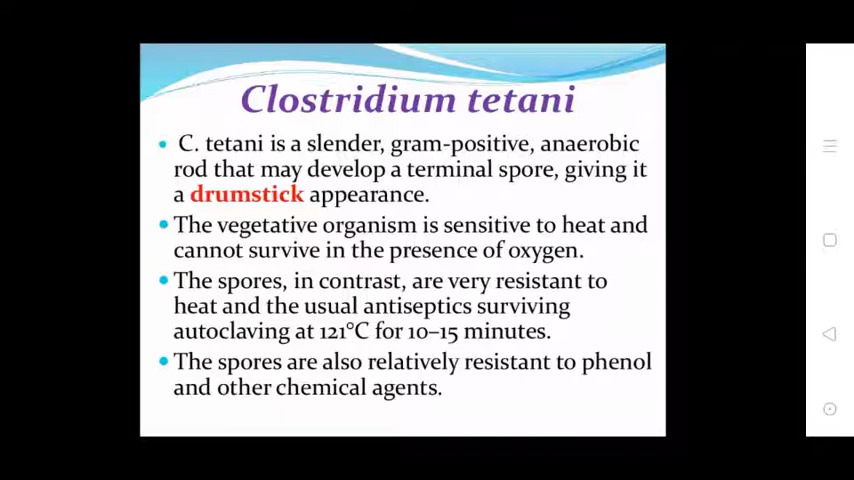 Clostridium tetani
C. tetani is a slender, gram-positive, anaerobic
rod that may develop a terminal spore, giving it
a drumstick appearance.
The vegetative organism is sensitive to heat and
cannot survive in the presence of oxygen.
The spores, in contrast, are very resistant to
heat and the usual antiseptics surviving
autoclaving at 121°C for 10–15 minutes.
The spores are also relatively resistant to phenol
and other chemical agents.